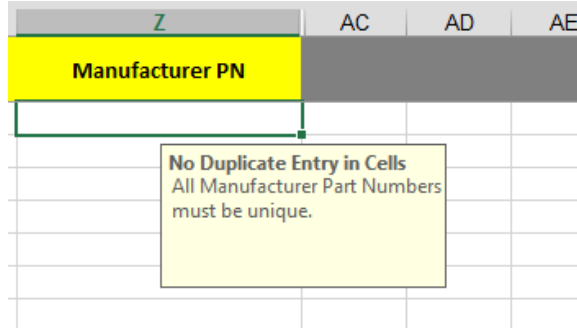 Z AC AD AE
Manufacturer PN
No Duplicate Entry in Cells
All Manufacturer Part Numbers
must be unique.